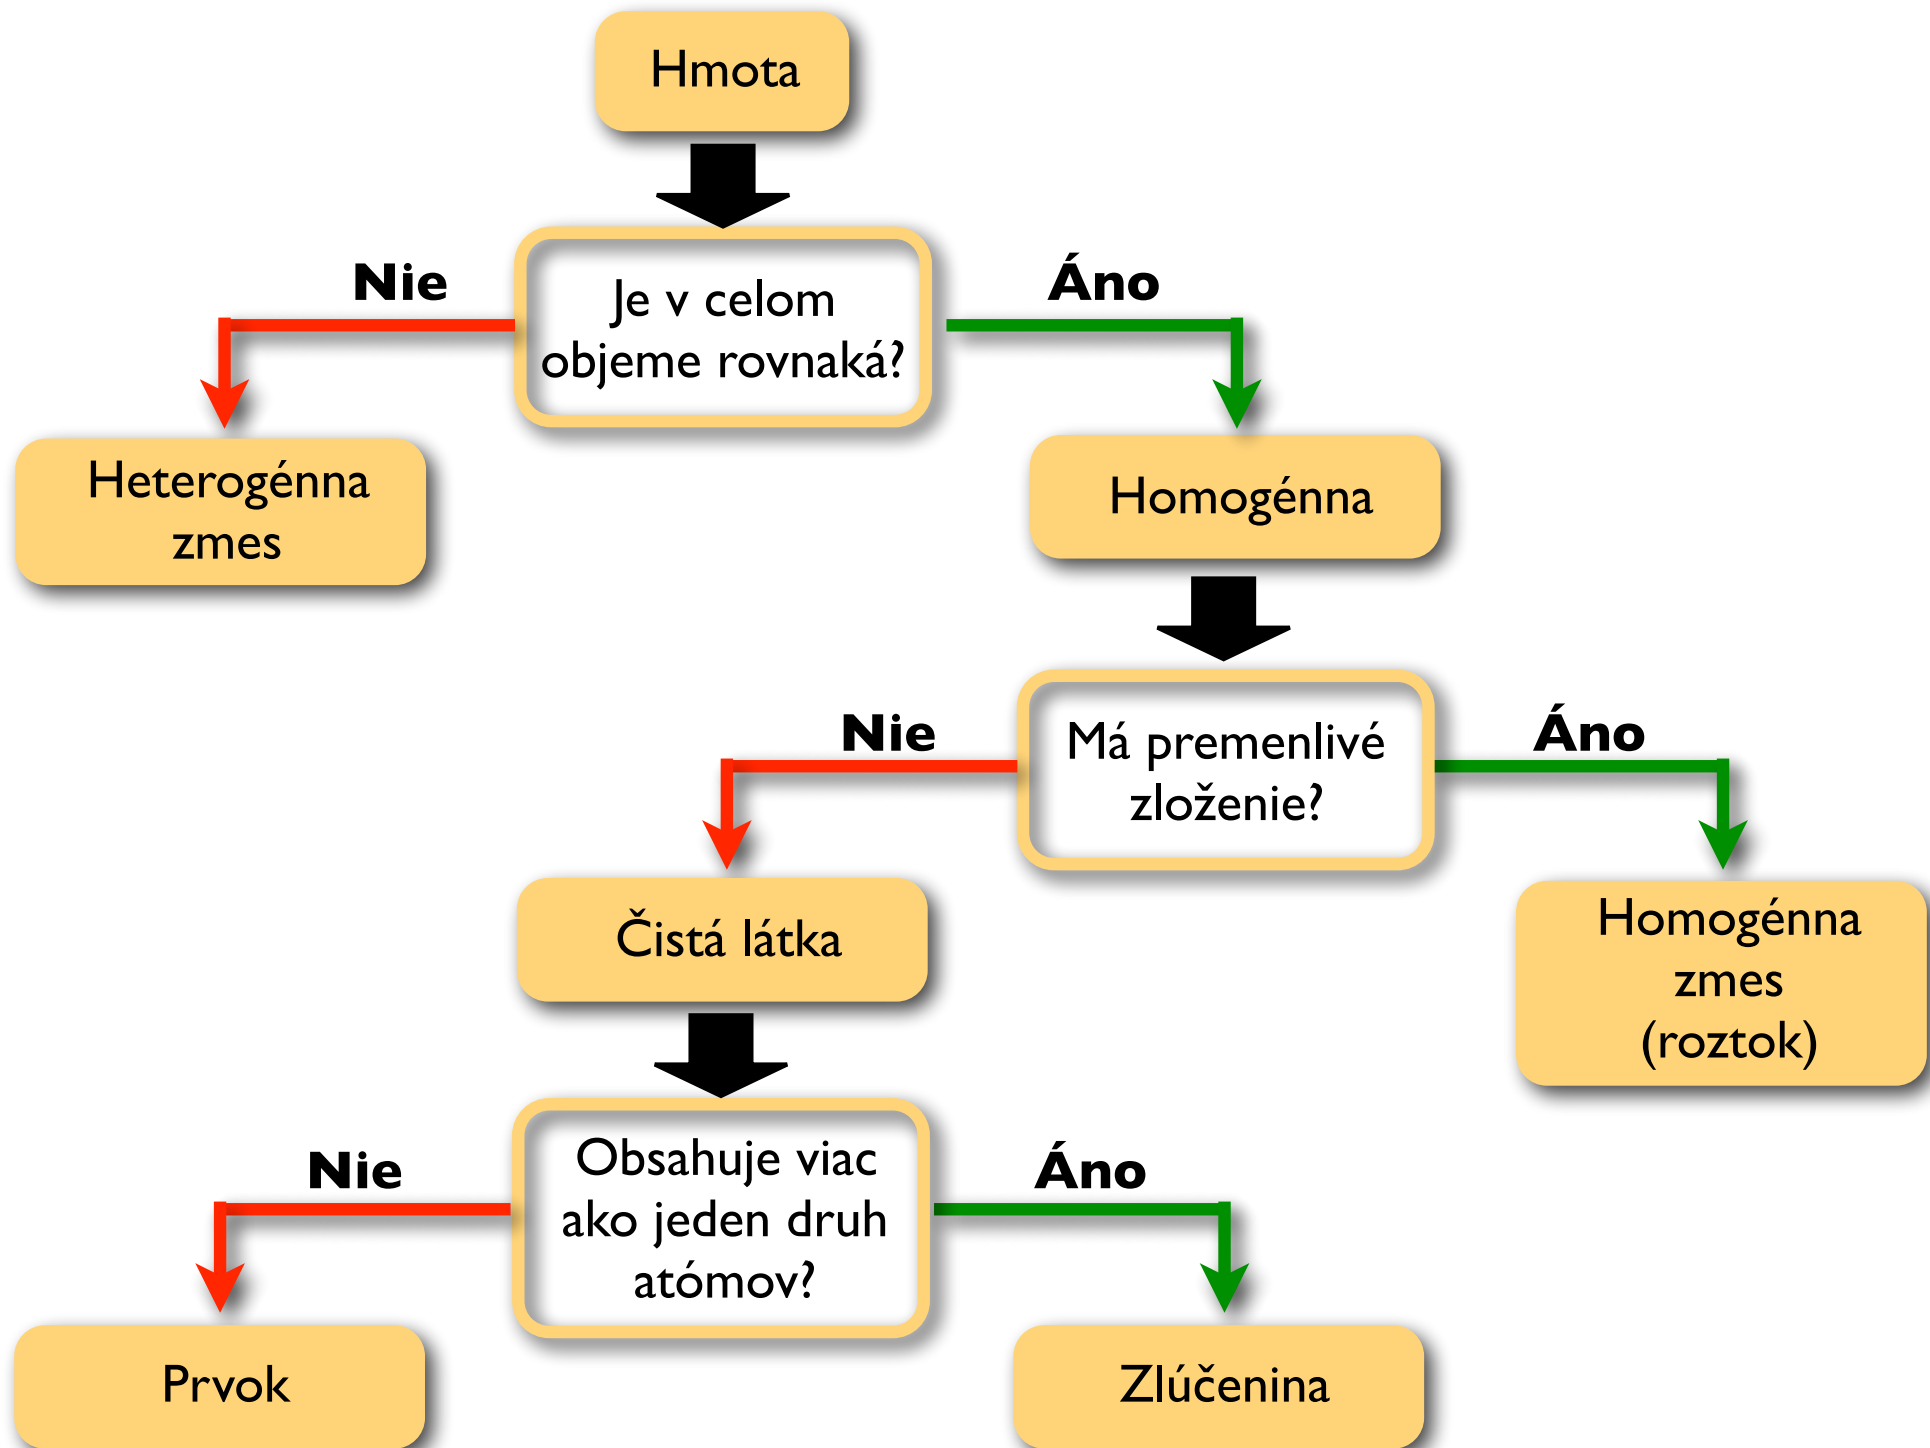 Hmota
Nie
Je v celom
objeme rovnaká?
Áno
Heterogénna
zmes
Homogénna
Nie
Má premenlivé
zloženie?
Áno
Čistá látka
Homogénna
zmes
(roztok)
Nie
Obsahuje viac
ako jeden druh
atómov?
Áno
Prvok
Zlúčenina